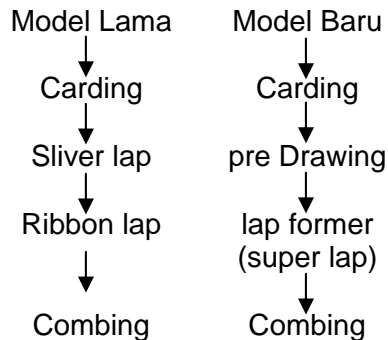 Model Lama Model Baru
Carding Carding
Sliver lap pre Drawing
Ribbon lap lap former
(super lap)
Combing Combing